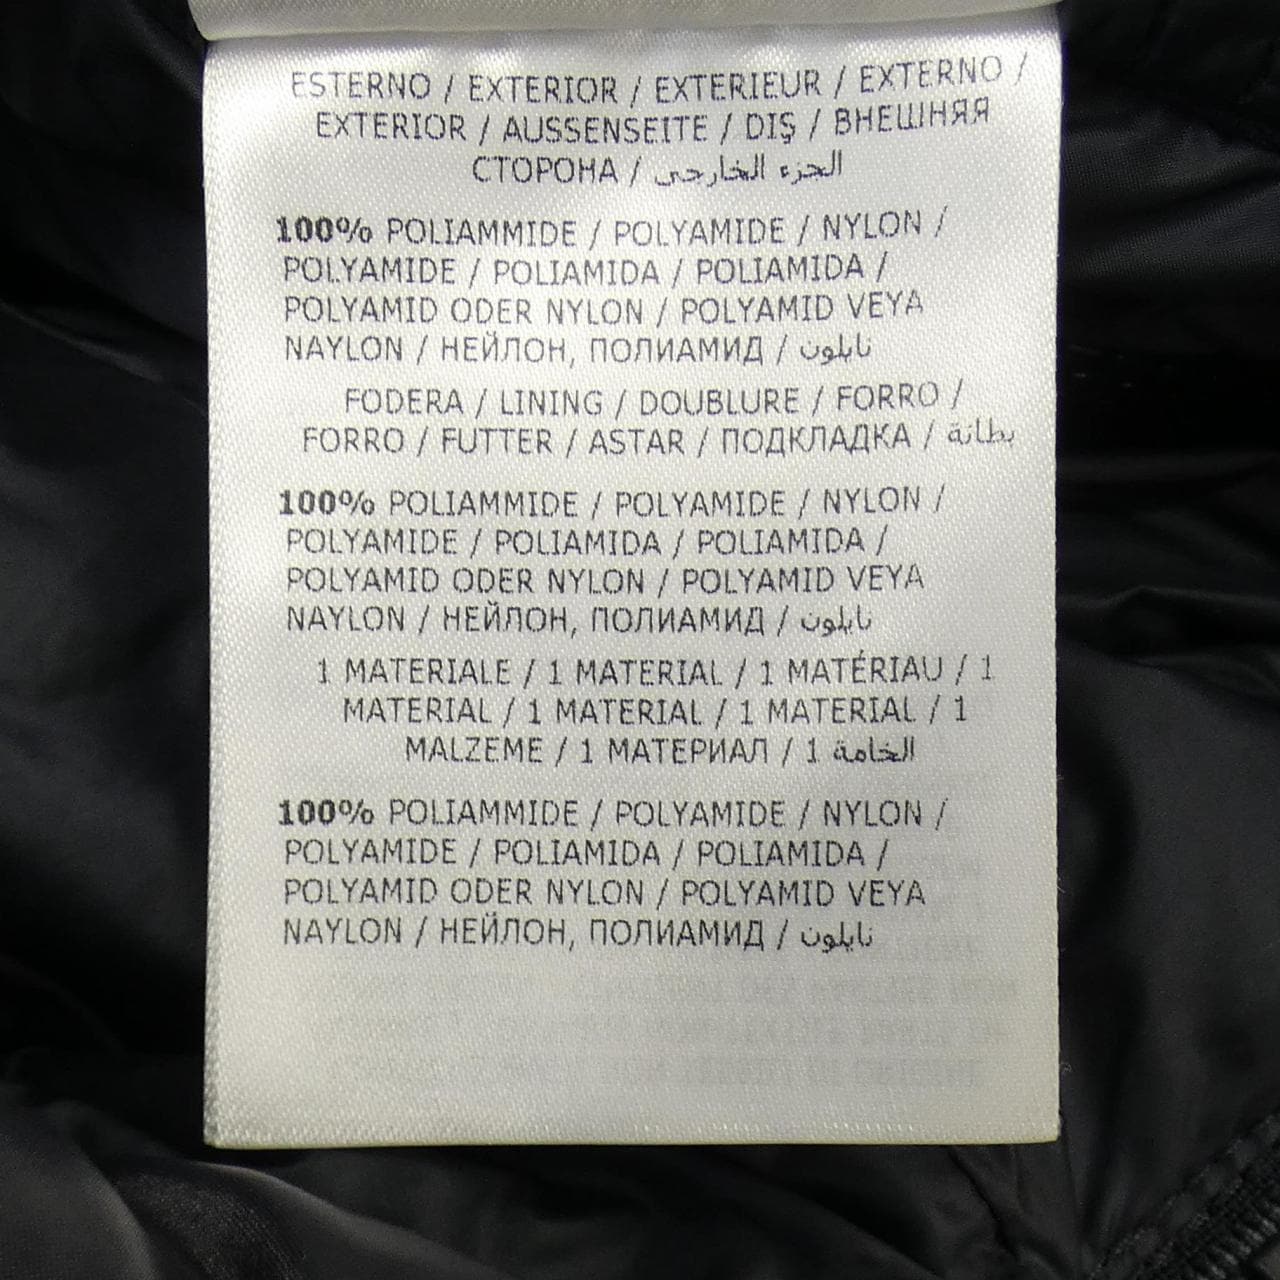 ESTERNO / EXTERIOR / EXTERIEUR / EXTERNO /
EXTERIOR / AUSSENSEITE / DIŞ / ВНЕШНЯЯ
СТОРОНА / الجزء الخارجى
100% POLIAMMIDE / POLYAMIDE / NYLON /
POLYAMIDE / POLIAMIDA / POLIAMIDA /
POLYAMID ODER NYLON / POLYAMID VEYA
NAYLON / НЕЙЛОН, ПОЛИАМИД / نايلون
FODERA / LINING / DOUBLURE / FORRO /
FORRO / FUTTER / ASTAR / ПОДКЛАДКА / بطانة
100% POLIAMMIDE / POLYAMIDE / NYLON /
POLYAMIDE / POLIAMIDA / POLIAMIDA /
POLYAMID ODER NYLON / POLYAMID VEYA
NAYLON / НЕЙЛОН, ПОЛИАМИД / نايلون
1 MATERIALE / 1 MATERIAL / 1 MATÉRIAU / 1
MATERIAL / 1 MATERIAL / 1 MATERIAL / 1
MALZEME / 1 МАТЕРИАЛ / 1 الخامة
100% POLIAMMIDE / POLYAMIDE / NYLON /
POLYAMIDE / POLIAMIDA / POLIAMIDA /
POLYAMID ODER NYLON / POLYAMID VEYA
NAYLON / НЕЙЛОН, ПОЛИАМИД / نايلون